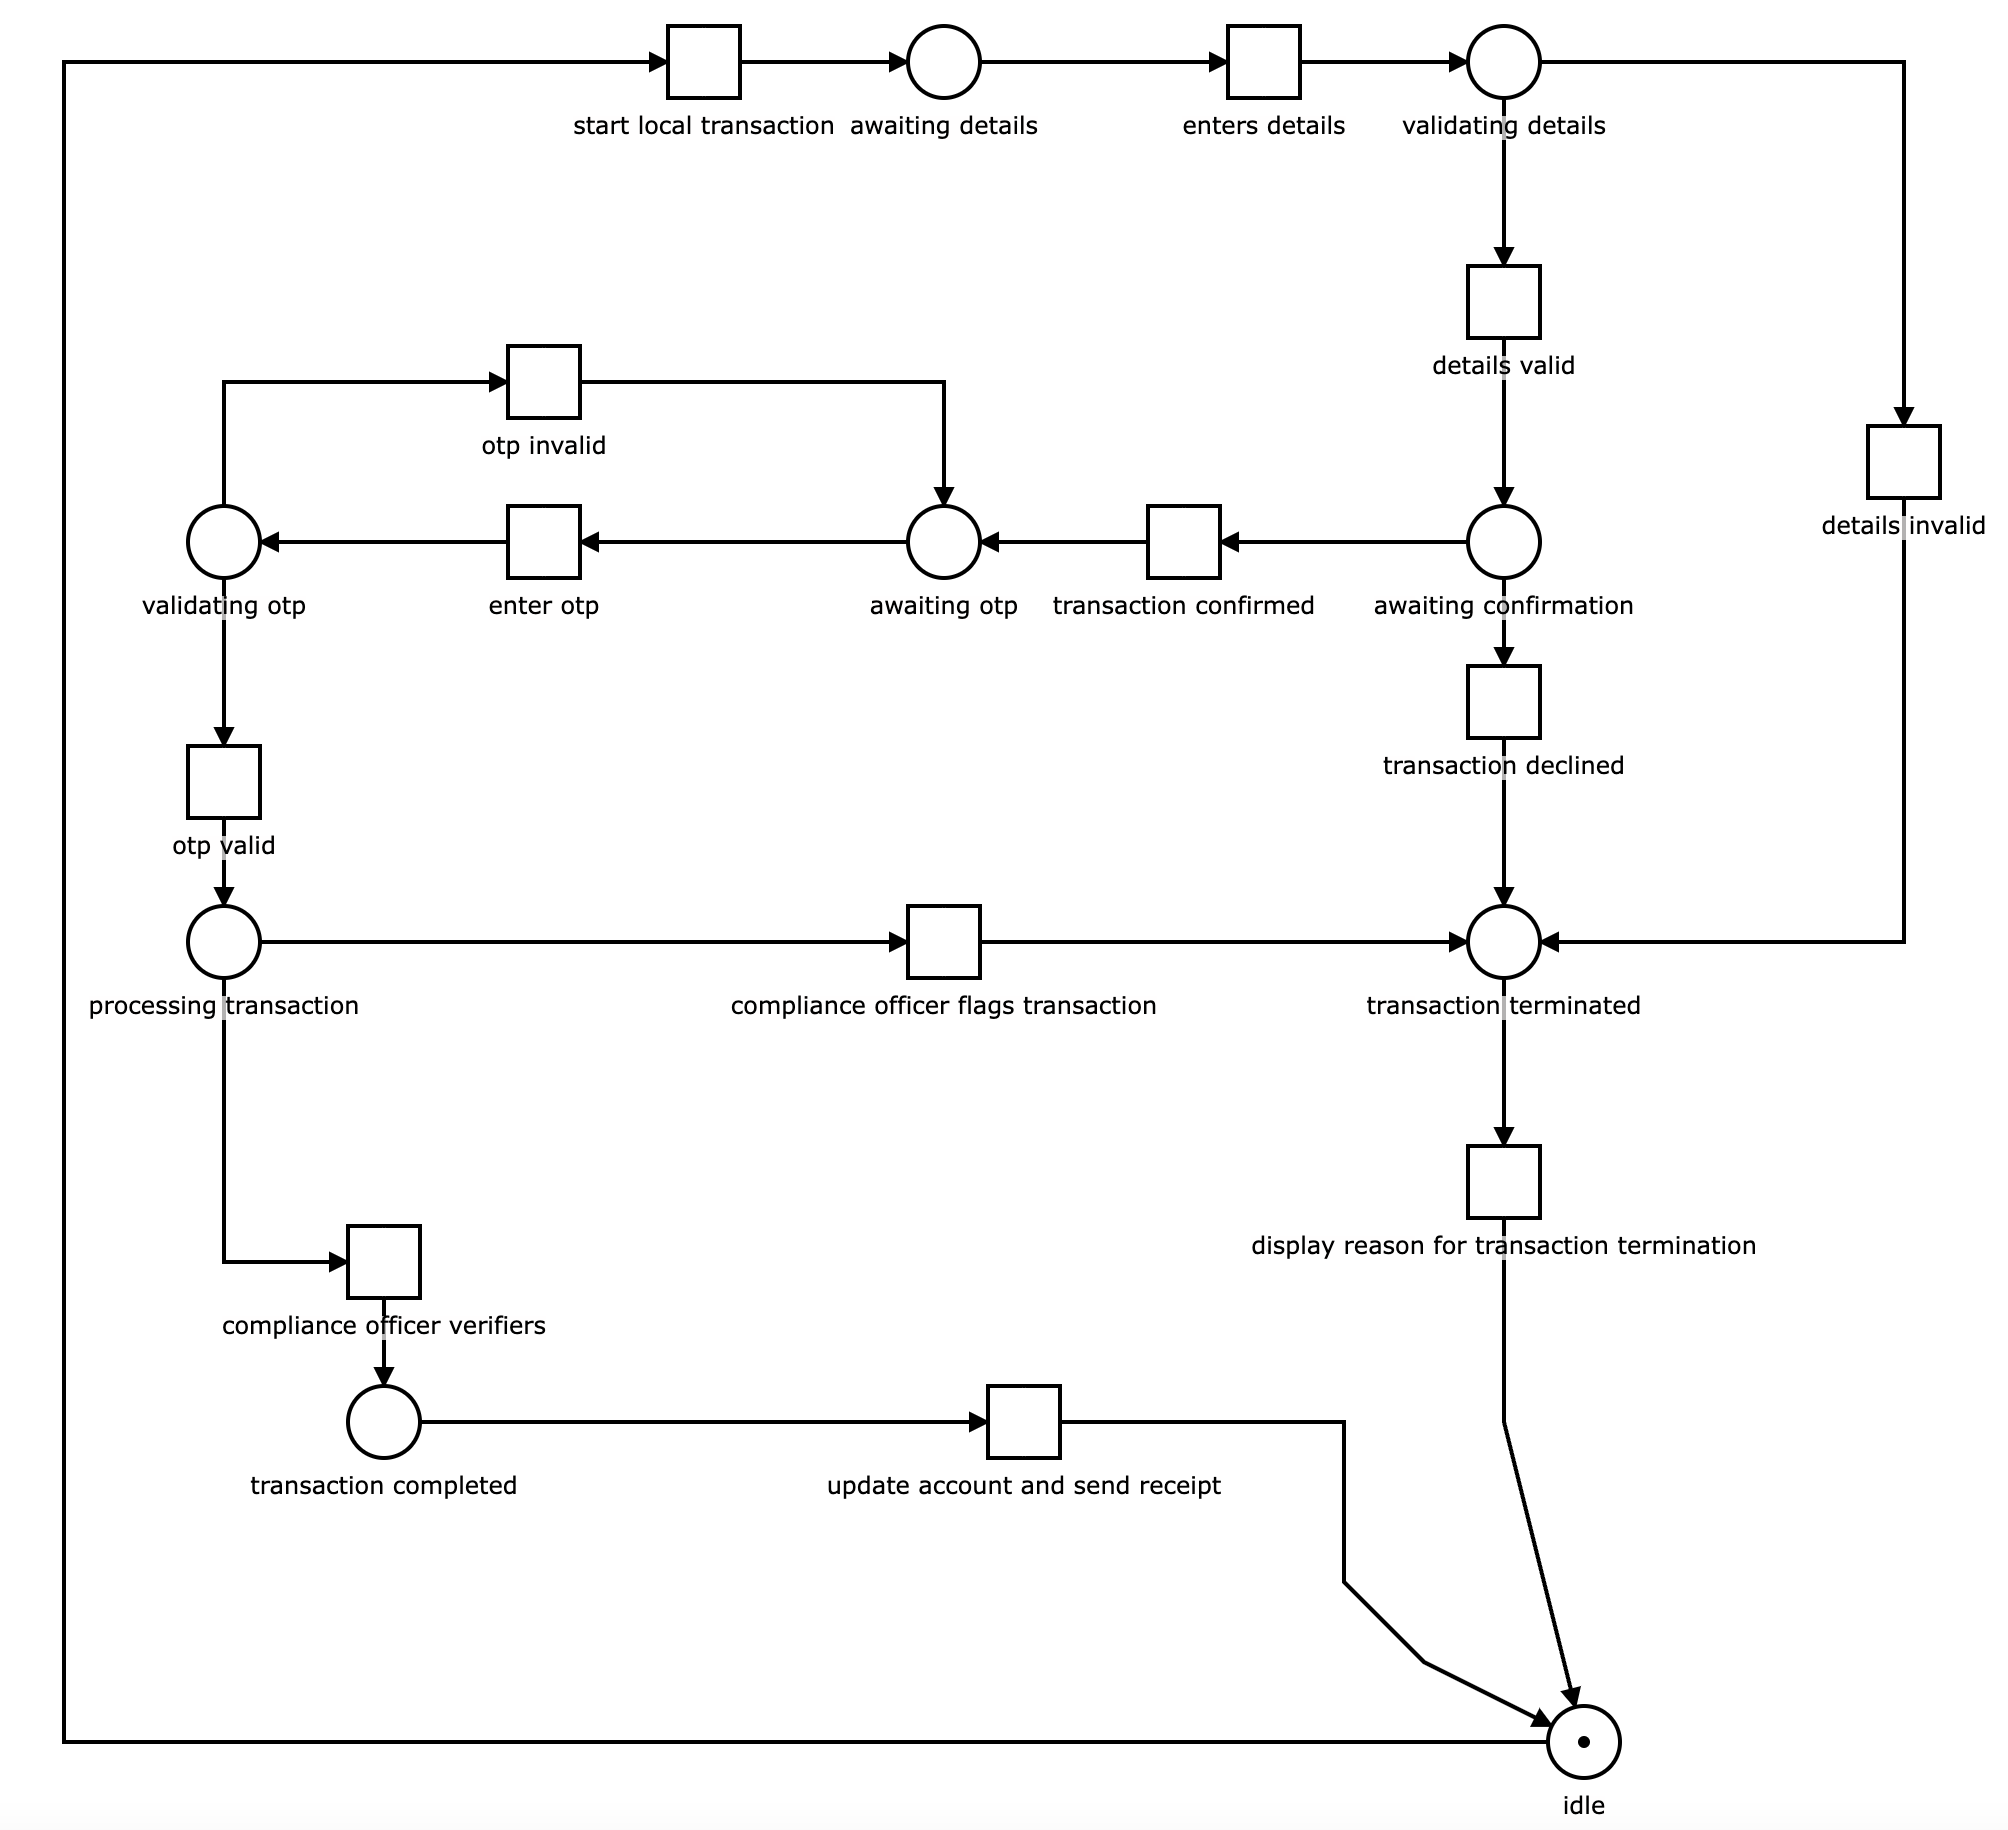 start local transaction
awaiting details
enters details
validating details
details valid
otp invalid
details invalid
validating otp
enter otp
awaiting otp
transaction confirmed
awaiting confirmation
transaction declined
otp valid
processing transaction
compliance officer flags transaction
transaction terminated
display reason for transaction termination
compliance officer verifiers
transaction completed
update account and send receipt
idle